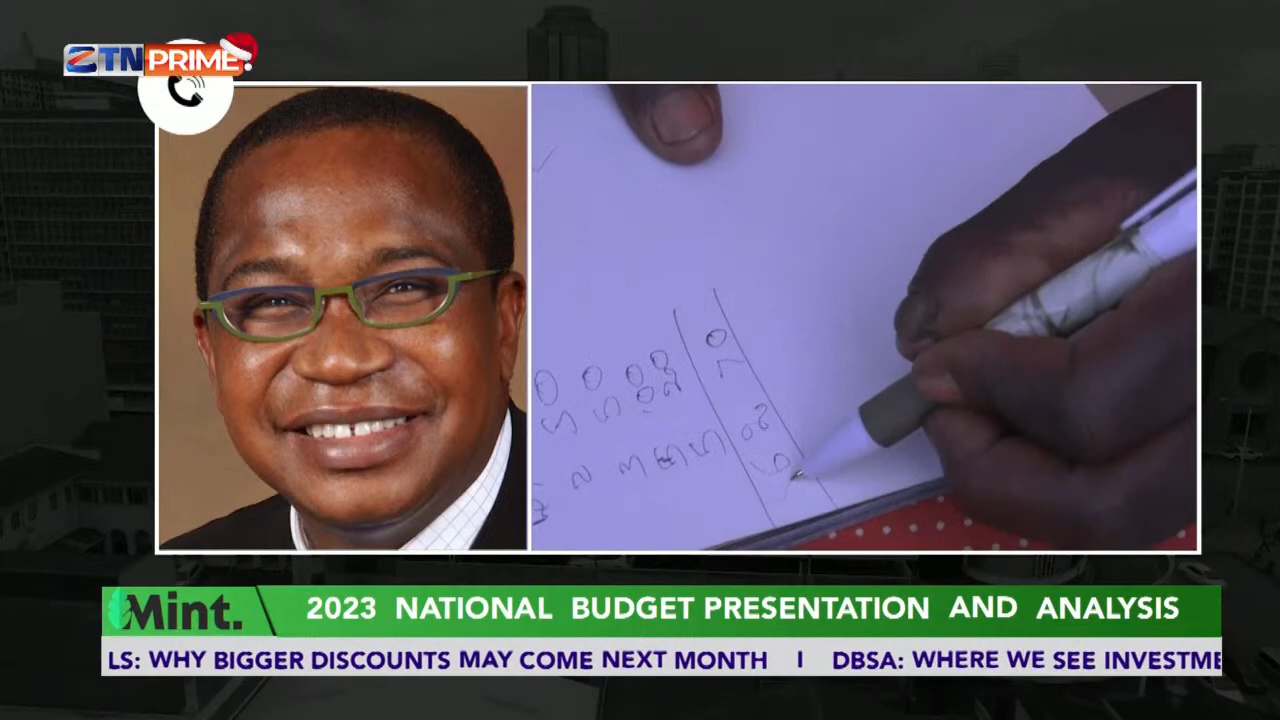 ZTN PRIME
Mint.
2023 NATIONAL BUDGET PRESENTATION AND ANALYSIS
LS: WHY BIGGER DISCOUNTS MAY COME NEXT MONTH I DBSA: WHERE WE SEE INVESTME